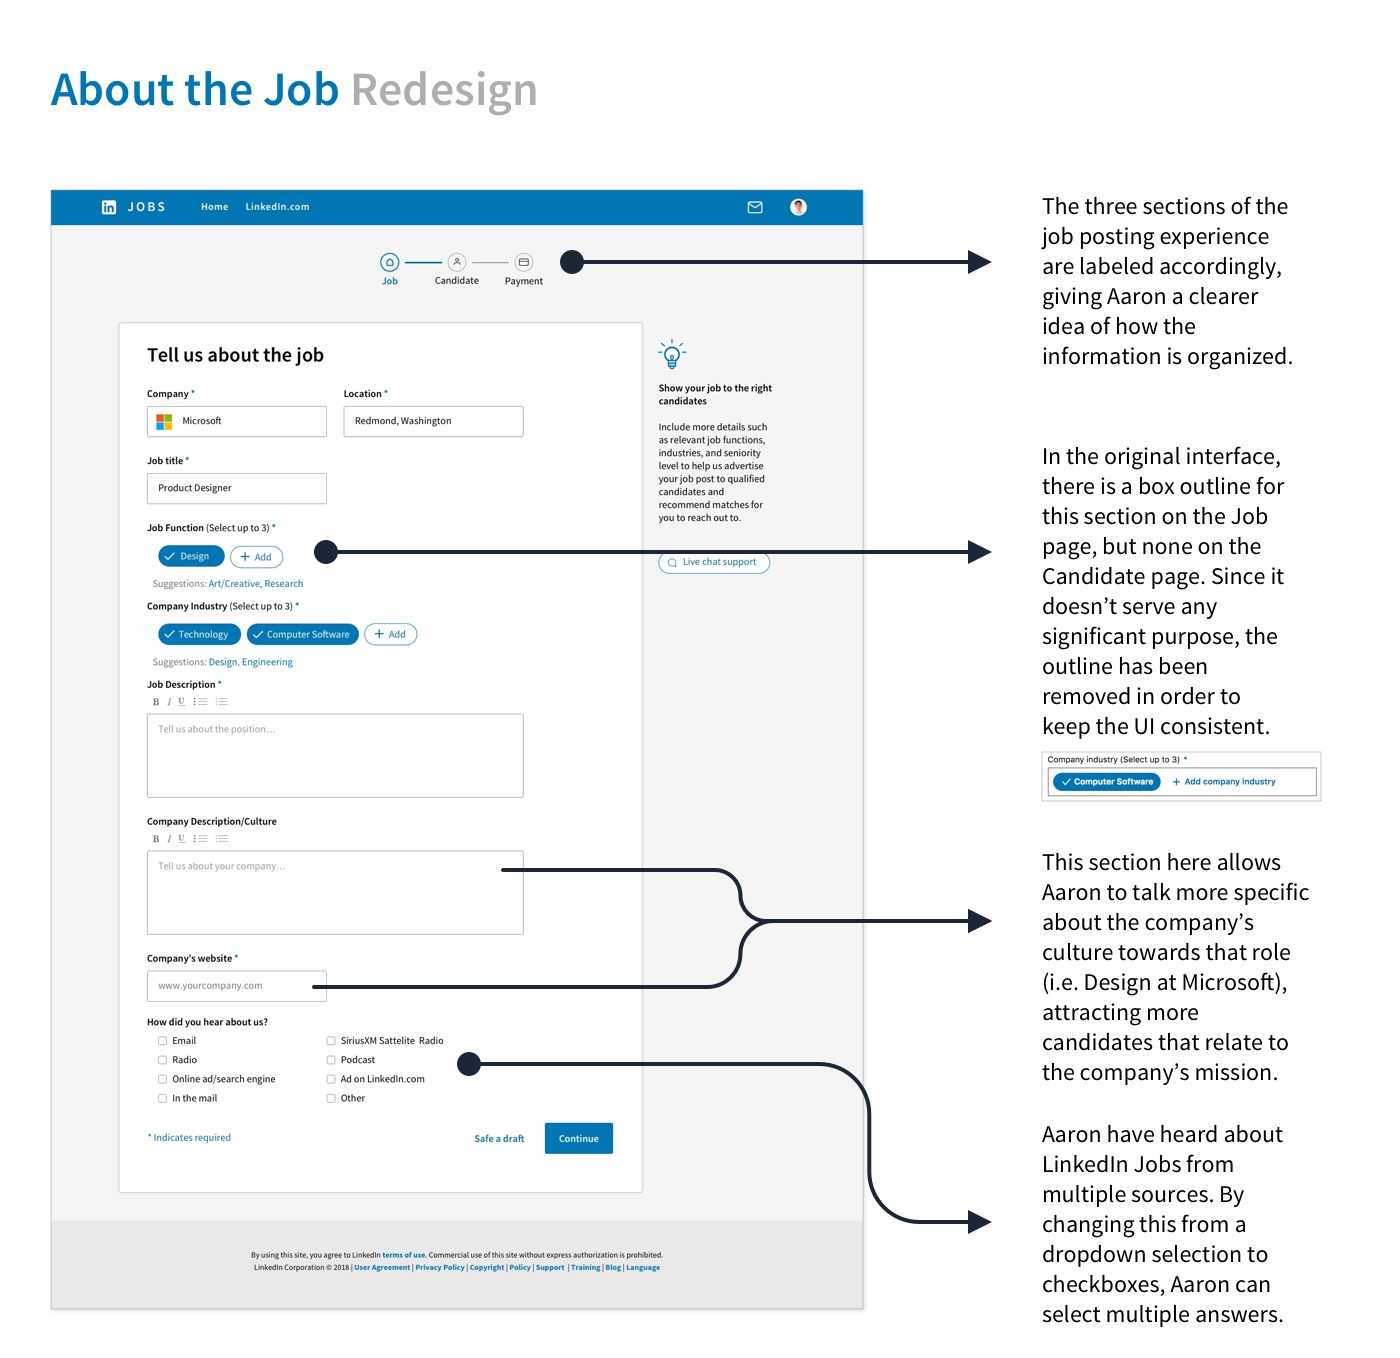 About the Job Redesign
in JOBS Home LinkedIn.com
Job Candidate Payment
Tell us about the job
Company * Location *
Microsoft Redmond, Washington
Job title *
Product Designer
Job Function (Select up to 3) *
Design + Add
Suggestions: Art/Creative, Research
Company Industry (Select up to 3) *
Technology Computer Software + Add
Suggestions: Design, Engineering
Job Description *
B I U
Tell us about the position...
Company Description/Culture
B I U
Tell us about your company...
Company's website *
www.yourcompany.com
How did you hear about us?
Email SiriusXM Sattelite Radio
Radio Podcast
Online ad/search engine Ad on LinkedIn.com
In the mail Other
* Indicates required Safe a draft Continue
Show your job to the right
candidates
Include more details such
as relevant job functions,
industries, and seniority
level to help us advertise
your job post to qualified
candidates and
recommend matches for
you to reach out to.
Live chat support
By using this site, you agree to LinkedIn terms of use. Commercial use of this site without express authorization is prohibited.
LinkedIn Corporation © 2018 | User Agreement | Privacy Policy | Copyright | Policy | Support | Training | Blog | Language
The three sections of the
job posting experience
are labeled accordingly,
giving Aaron a clearer
idea of how the
information is organized.
In the original interface,
there is a box outline for
this section on the Job
page, but none on the
Candidate page. Since it
doesn't serve any
significant purpose, the
outline has been
removed in order to
keep the UI consistent.
Company industry (Select up to 3) *
Computer Software + Add company industry
This section here allows
Aaron to talk more specific
about the company's
culture towards that role
(i.e. Design at Microsoft),
attracting more
candidates that relate to
the company's mission.
Aaron have heard about
LinkedIn Jobs from
multiple sources. By
changing this from a
dropdown selection to
checkboxes, Aaron can
select multiple answers.